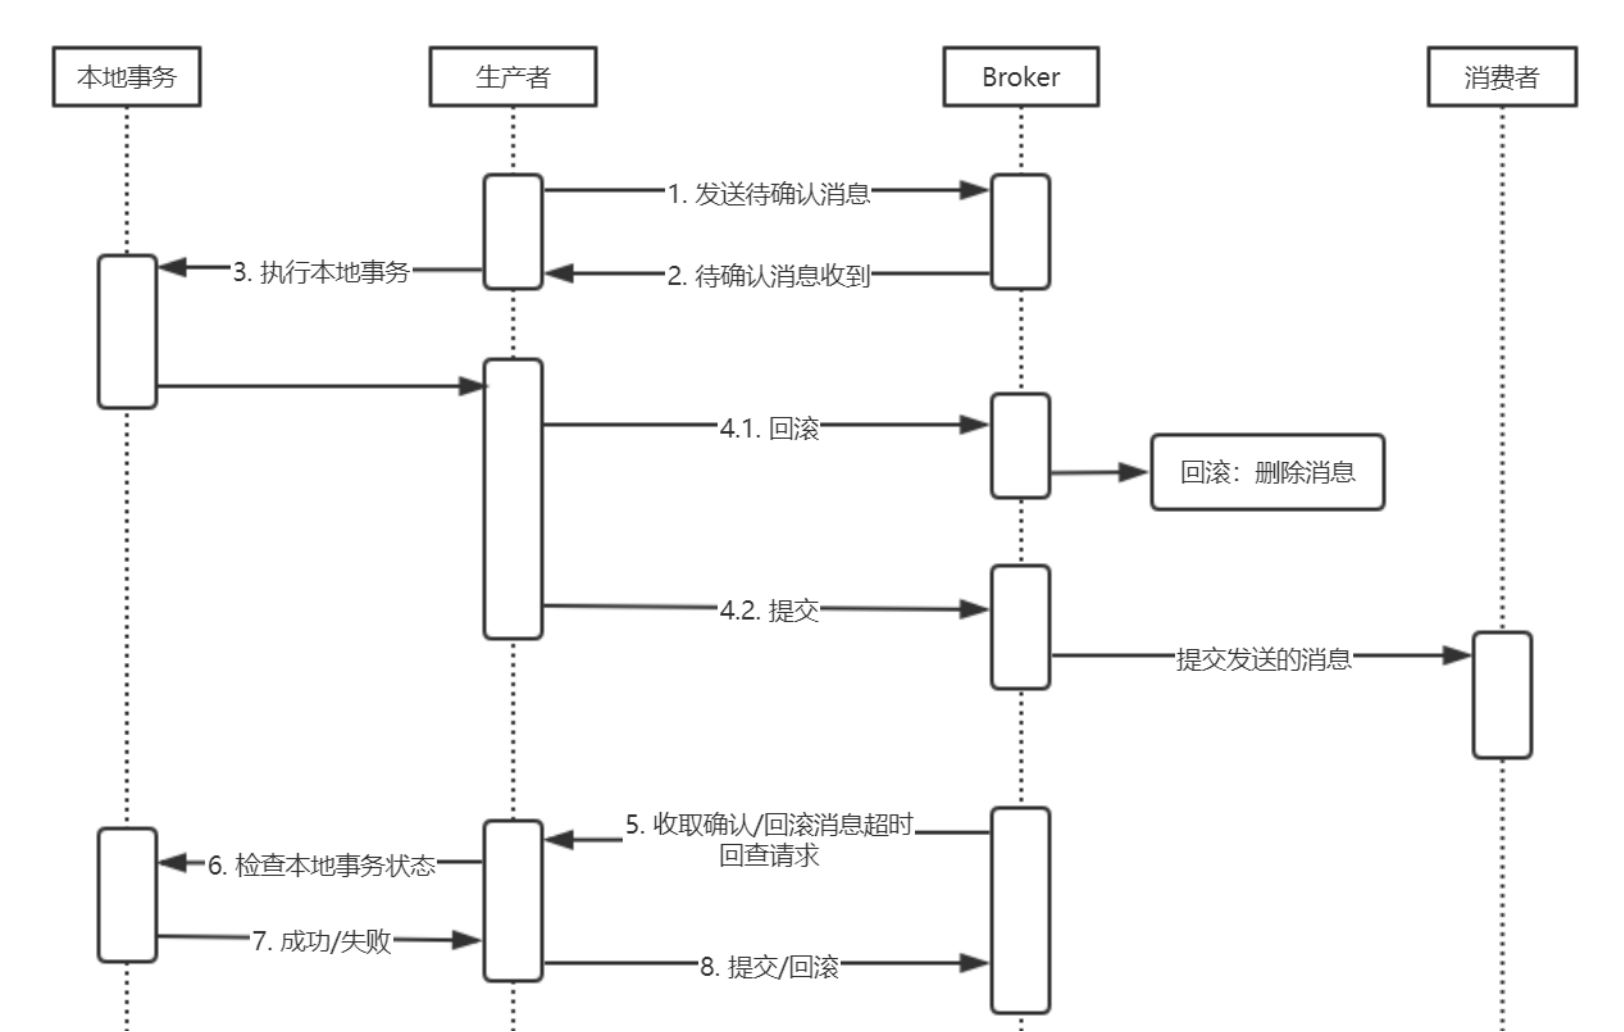 本地事务
生产者
Broker
消费者
1. 发送待确认消息
3. 执行本地事务
2. 待确认消息收到
4.1. 回滚
回滚：删除消息
4.2. 提交
提交发送的消息
5. 收取确认/回滚消息超时
回查请求
6. 检查本地事务状态
7. 成功/失败
8. 提交/回滚